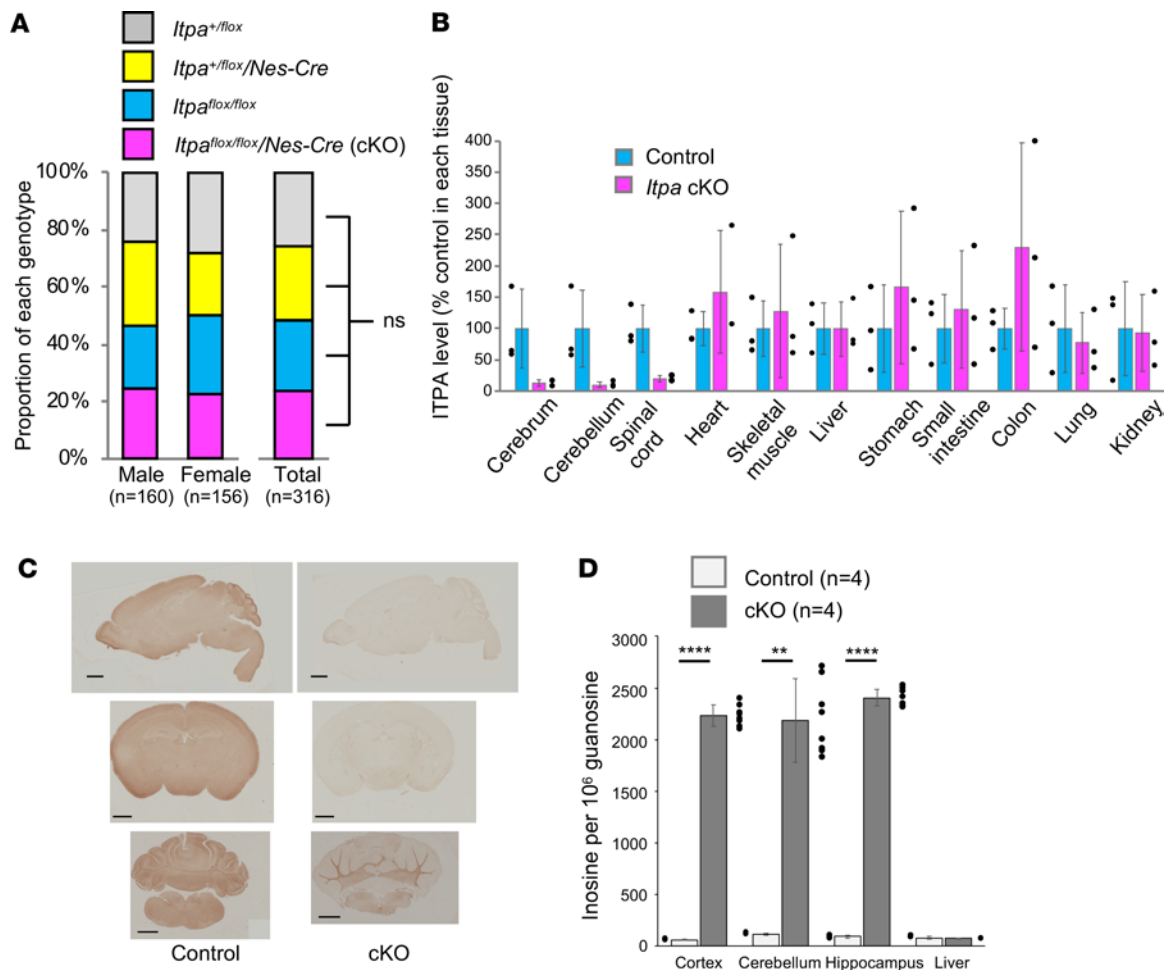 A
Itpa+/flox
Itpa+/flox/Nes-Cre
Itpaflox/flox
Itpaflox/flox/Nes-Cre (cKO)
Proportion of each genotype
100%
80%
60%
40%
20%
0%
ns
Male
(n=160)
Female
(n=156)
Total
(n=316)
B
ITPA level (% control in each tissue)
400
350
300
250
200
150
100
50
0
Control
Itpa cKO
Cerebrum
Cerebellum
Spinal
cord
Heart
Skeletal
muscle
Liver
Stomach
Small
intestine
Colon
Lung
Kidney
C
Control
cKO
D
Control (n=4)
cKO (n=4)
Inosine per 10⁶ guanosine
3000
2500
2000
1500
1000
500
0
****
**
****
Cortex
Cerebellum
Hippocampus
Liver